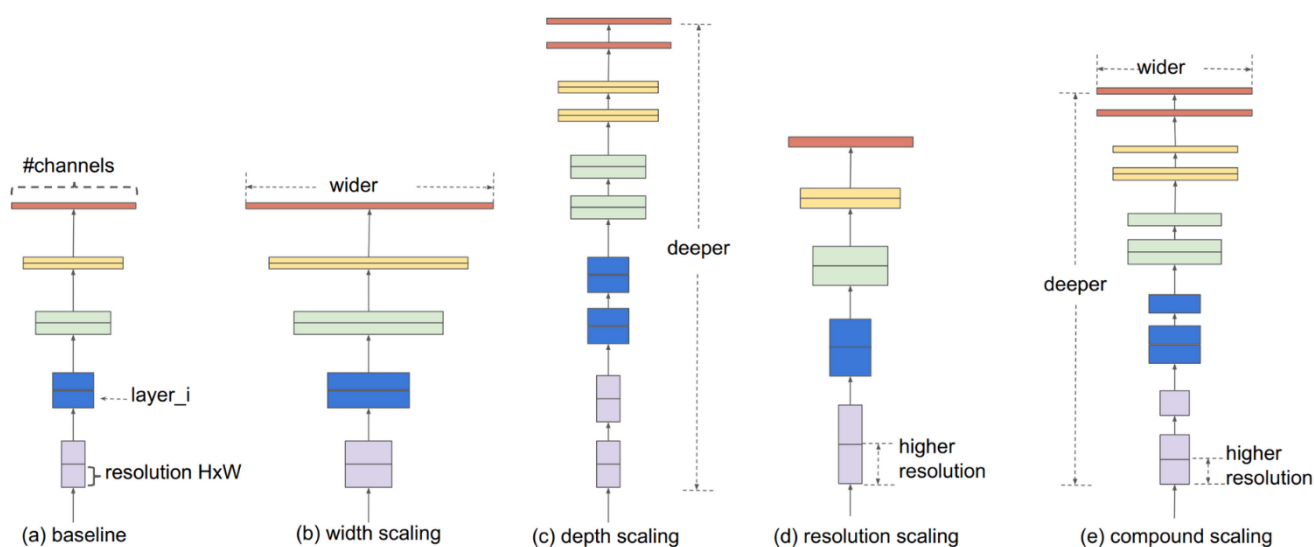 #channels
layer_i
resolution HxW
(a) baseline
wider
(b) width scaling
deeper
(c) depth scaling
higher
resolution
(d) resolution scaling
wider
deeper
higher
resolution
(e) compound scaling